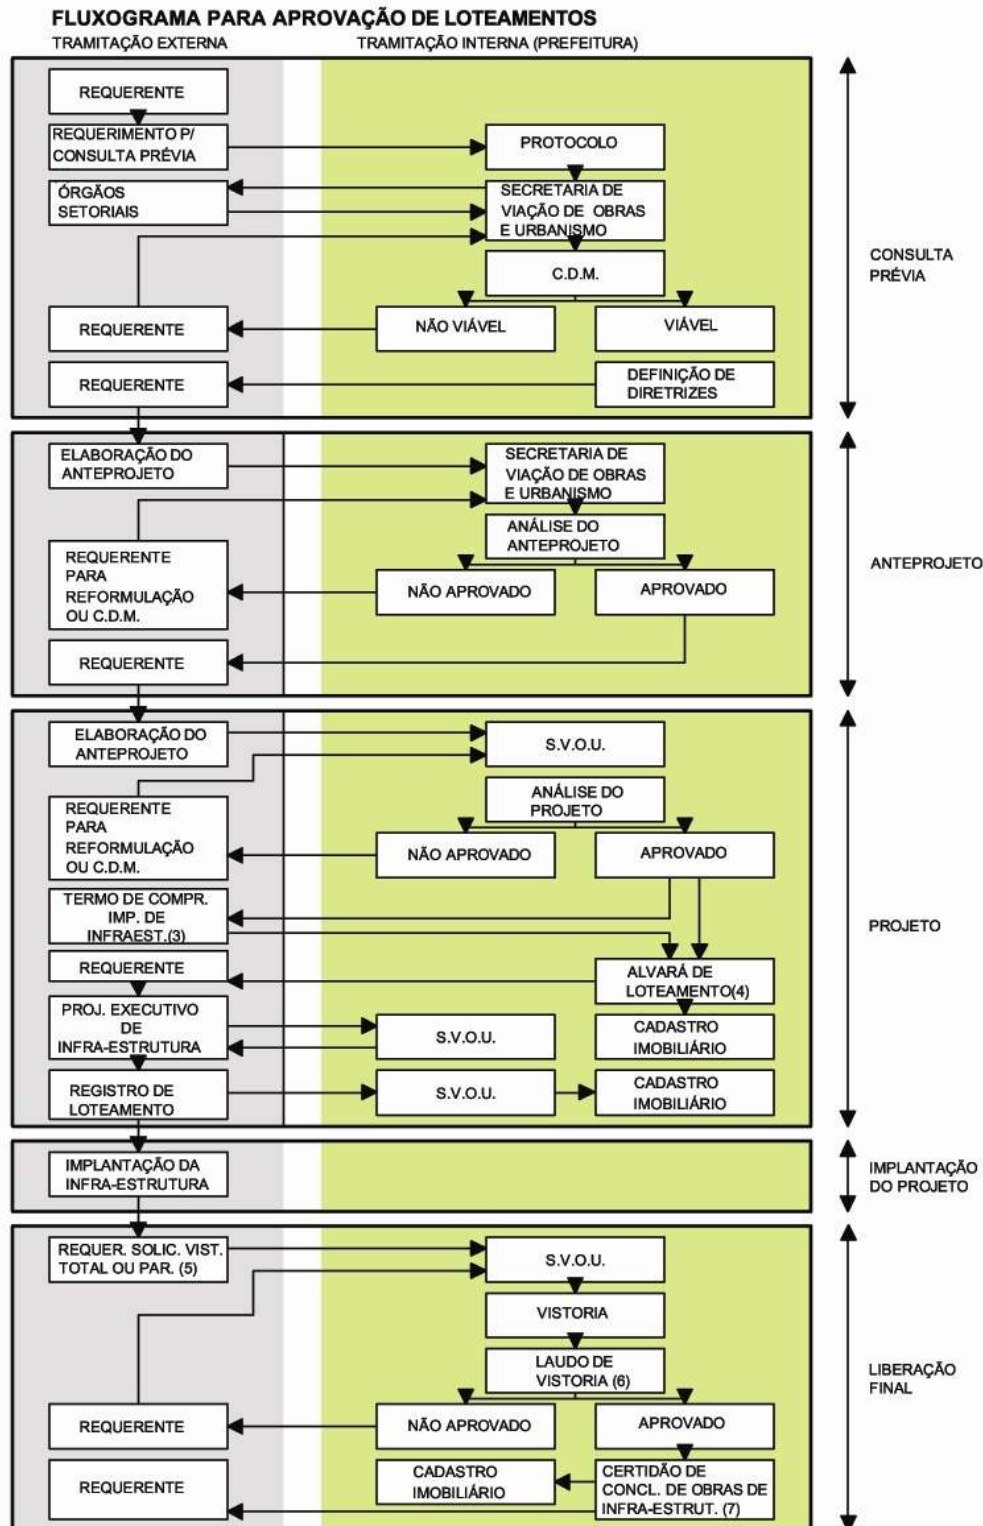 FLUXOGRAMA PARA APROVAÇÃO DE LOTEAMENTOS
TRAMITAÇÃO EXTERNA
TRAMITAÇÃO INTERNA (PREFEITURA)
REQUERENTE
REQUERIMENTO P/
CONSULTA PRÉVIA
PROTOCOLO
ÓRGÃOS
SETORIAIS
SECRETARIA DE
VIAÇÃO DE OBRAS
E URBANISMO
C.D.M.
CONSULTA
PRÉVIA
REQUERENTE
NÃO VIÁVEL
VIÁVEL
REQUERENTE
DEFINIÇÃO DE
DIRETRIZES
ELABORAÇÃO DO
ANTEPROJETO
SECRETARIA DE
VIAÇÃO DE OBRAS
E URBANISMO
ANÁLISE DO
ANTEPROJETO
REQUERENTE
PARA
REFORMULAÇÃO
OU C.D.M.
NÃO APROVADO
APROVADO
ANTEPROJETO
REQUERENTE
ELABORAÇÃO DO
ANTEPROJETO
S.V.O.U.
ANÁLISE DO
PROJETO
REQUERENTE
PARA
REFORMULAÇÃO
OU C.D.M.
NÃO APROVADO
APROVADO
TERMO DE COMPR.
IMP. DE
INFRAEST.(3)
PROJETO
REQUERENTE
ALVARÁ DE
LOTEAMENTO(4)
PROJ. EXECUTIVO
DE
INFRA-ESTRUTURA
S.V.O.U.
CADASTRO
IMOBILIÁRIO
REGISTRO DE
LOTEAMENTO
S.V.O.U.
CADASTRO
IMOBILIÁRIO
IMPLANTAÇÃO DA
INFRA-ESTRUTURA
IMPLANTAÇÃO
DO PROJETO
REQUER. SOLIC. VIST.
TOTAL OU PAR. (5)
S.V.O.U.
VISTORIA
LAUDO DE
VISTORIA (6)
LIBERAÇÃO
FINAL
REQUERENTE
NÃO APROVADO
APROVADO
REQUERENTE
CADASTRO
IMOBILIÁRIO
CERTIDÃO DE
CONCL. DE OBRAS DE
INFRA-ESTRUT. (7)